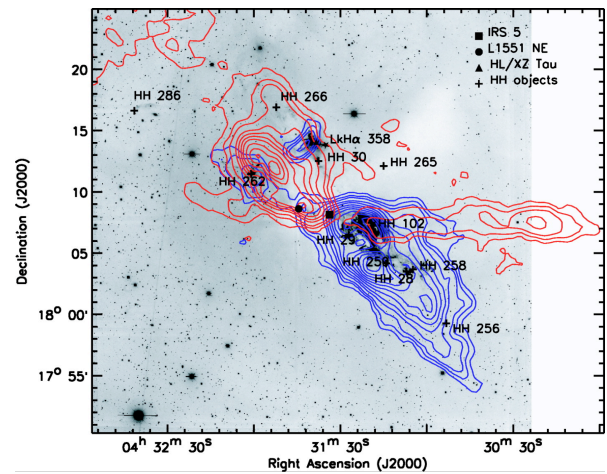 25
IRS 5
L1551 NE
HL/XZ Tau
HH objects
20
HH 286
HH 266
15
LkHα 358
HH 30
HH 265
HH 262
10
HH 102
HH 29
05
HH 258
HH 28
18° 00'
HH 256
17° 55'
04ʰ 32ᵐ 30ˢ
31ᵐ 30ˢ
30ᵐ 30ˢ
Right Ascension (J2000)
Declination (J2000)